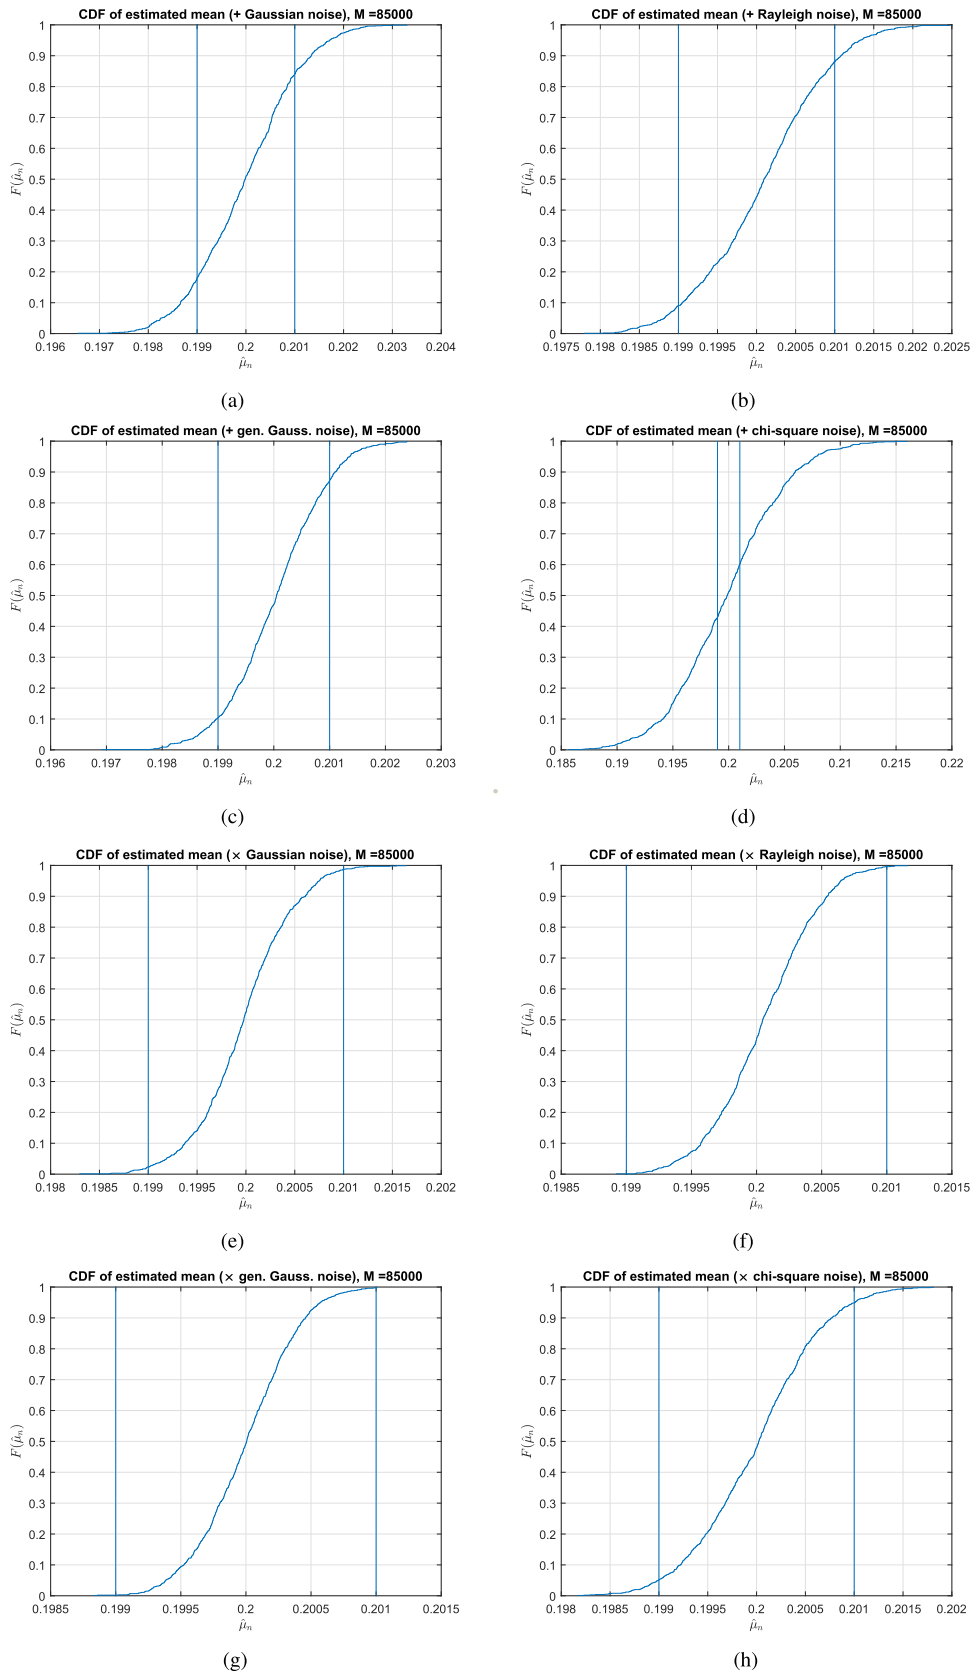 CDF of estimated mean (+ Gaussian noise), M =85000
1
0.9
0.8
0.7
0.6
0.5
0.4
0.3
0.2
0.1
0
F(μ̂ₙ)
0.196 0.197 0.198 0.199 0.2 0.201 0.202 0.203 0.204
μ̂ₙ
(a)
CDF of estimated mean (+ Rayleigh noise), M =85000
1
0.9
0.8
0.7
0.6
0.5
0.4
0.3
0.2
0.1
0
F(μ̂ₙ)
0.1975 0.198 0.1985 0.199 0.1995 0.2 0.2005 0.201 0.2015 0.202 0.2025
μ̂ₙ
(b)
CDF of estimated mean (+ gen. Gauss. noise), M =85000
1
0.9
0.8
0.7
0.6
0.5
0.4
0.3
0.2
0.1
0
F(μ̂ₙ)
0.196 0.197 0.198 0.199 0.2 0.201 0.202 0.203
μ̂ₙ
(c)
CDF of estimated mean (+ chi-square noise), M =85000
1
0.9
0.8
0.7
0.6
0.5
0.4
0.3
0.2
0.1
0
F(μ̂ₙ)
0.185 0.19 0.195 0.2 0.205 0.21 0.215 0.22
μ̂ₙ
(d)
CDF of estimated mean (× Gaussian noise), M =85000
1
0.9
0.8
0.7
0.6
0.5
0.4
0.3
0.2
0.1
0
F(μ̂ₙ)
0.198 0.1985 0.199 0.1995 0.2 0.2005 0.201 0.2015 0.202
μ̂ₙ
(e)
CDF of estimated mean (× Rayleigh noise), M =85000
1
0.9
0.8
0.7
0.6
0.5
0.4
0.3
0.2
0.1
0
F(μ̂ₙ)
0.1985 0.199 0.1995 0.2 0.2005 0.201 0.2015
μ̂ₙ
(f)
CDF of estimated mean (× gen. Gauss. noise), M =85000
1
0.9
0.8
0.7
0.6
0.5
0.4
0.3
0.2
0.1
0
F(μ̂ₙ)
0.1985 0.199 0.1995 0.2 0.2005 0.201 0.2015
μ̂ₙ
(g)
CDF of estimated mean (× chi-square noise), M =85000
1
0.9
0.8
0.7
0.6
0.5
0.4
0.3
0.2
0.1
0
F(μ̂ₙ)
0.198 0.1985 0.199 0.1995 0.2 0.2005 0.201 0.2015 0.202
μ̂ₙ
(h)